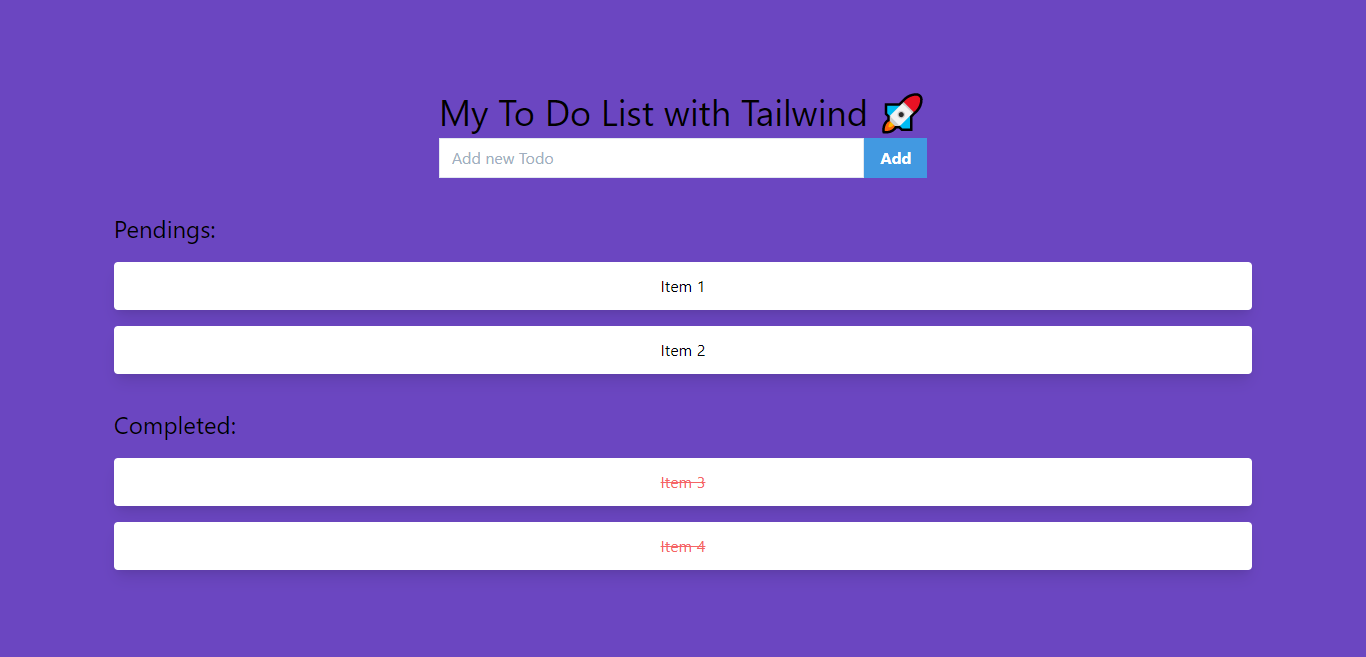 My To Do List with Tailwind 🚀
Add new Todo
Add
Pendings:
Item 1
Item 2
Completed:
Item 3
Item 4